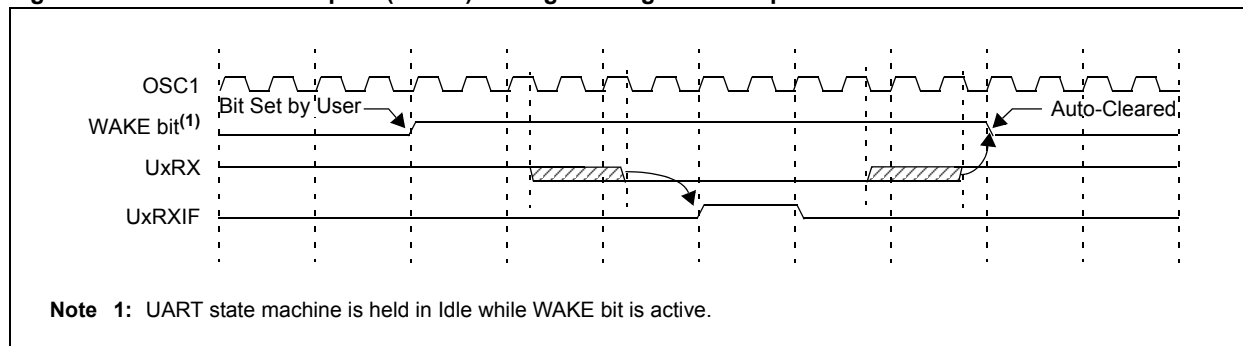 OSC1
Bit Set by User
Auto-Cleared
WAKE bit(1)
UxRX
UxRXIF
Note 1: UART state machine is held in Idle while WAKE bit is active.